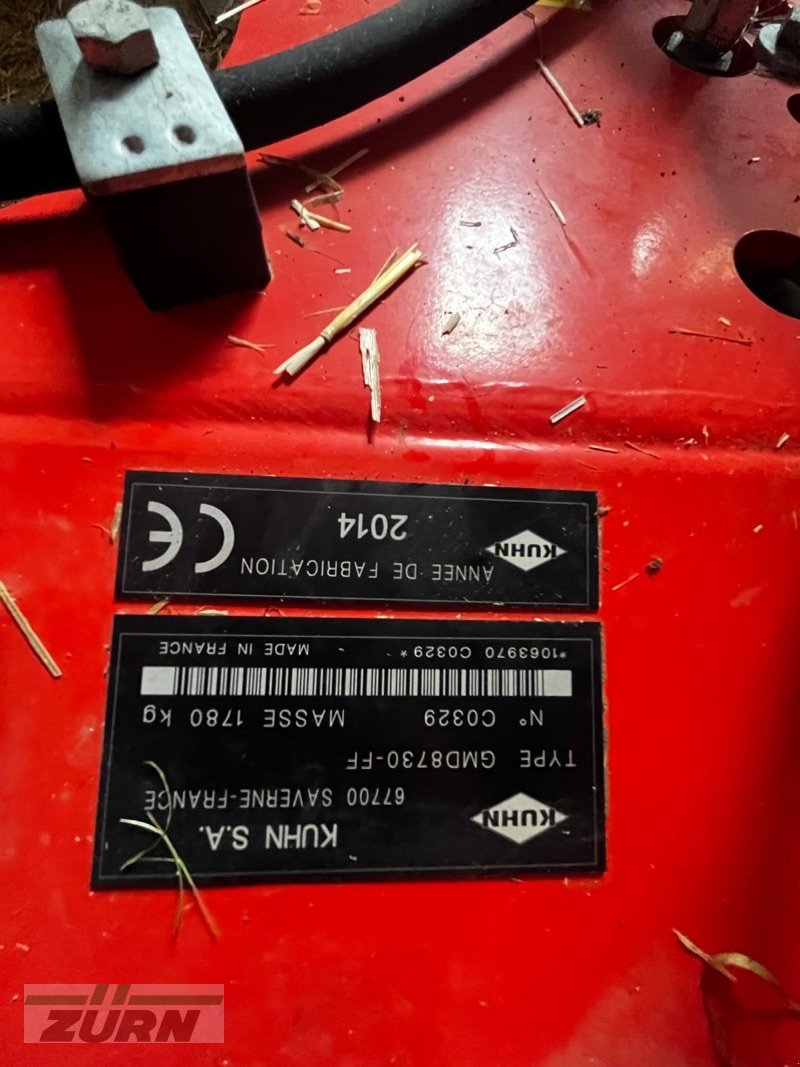 KUHN
KUHN S.A.
67700 SAVERNE-FRANCE
TYPE GMD8730-FF
N° C0329 MASSE 1780 kg
*1063970 C0329* MADE IN FRANCE
KUHN
ANNEE DE FABRICATION
2014
CE
ZÜRN